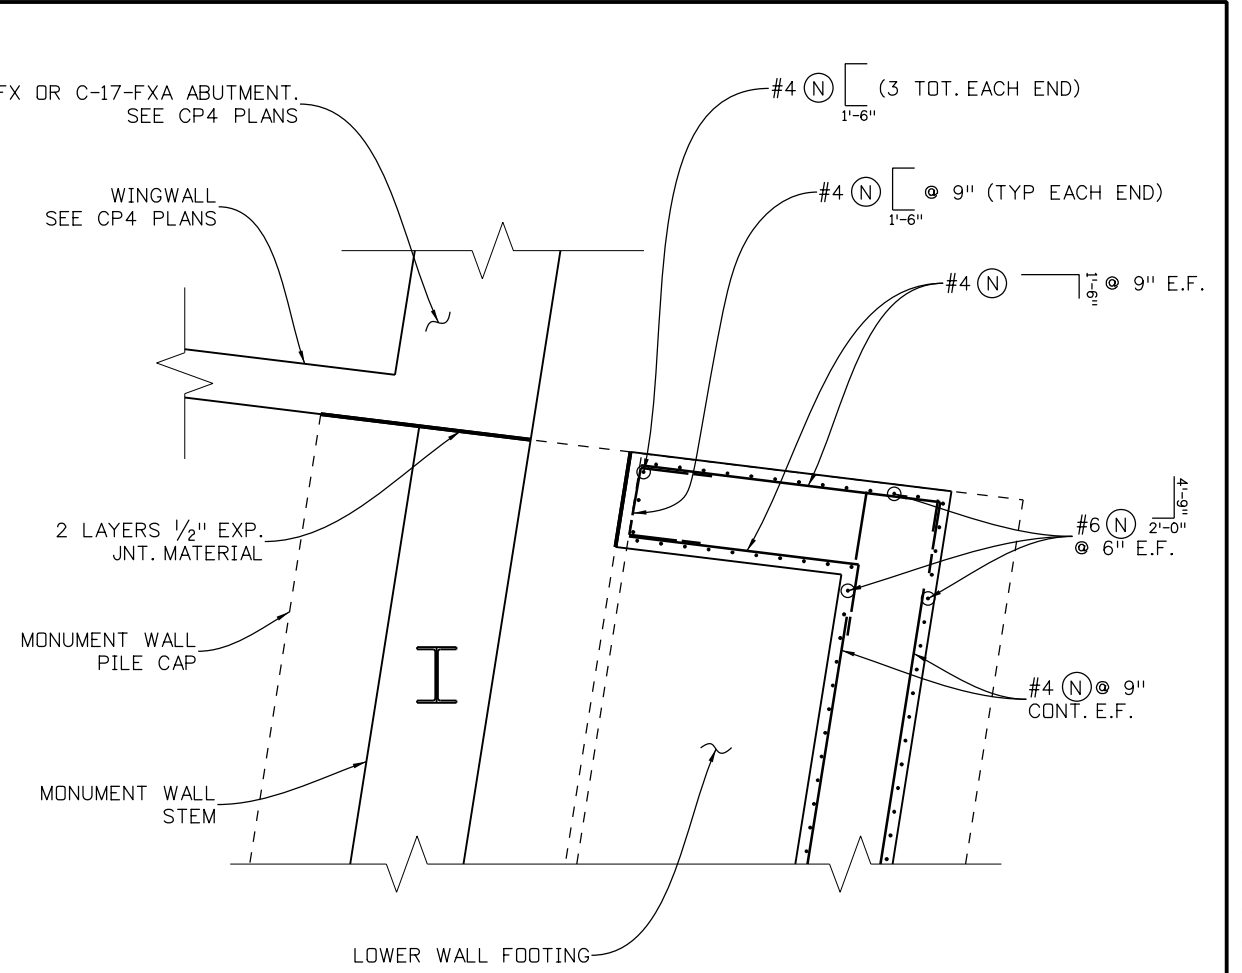 FX OR C-17-FXA ABUTMENT.
SEE CP4 PLANS
#4 N (3 TOT. EACH END)
1'-6"
WINGWALL
SEE CP4 PLANS
#4 N @ 9" (TYP EACH END)
1'-6"
#4 N 1'-6" @ 9" E.F.
2 LAYERS ½" EXP.
JNT. MATERIAL
4'-9"
#6 N 2'-0"
@ 6" E.F.
MONUMENT WALL
PILE CAP
#4 N @ 9"
CONT. E.F.
MONUMENT WALL
STEM
LOWER WALL FOOTING